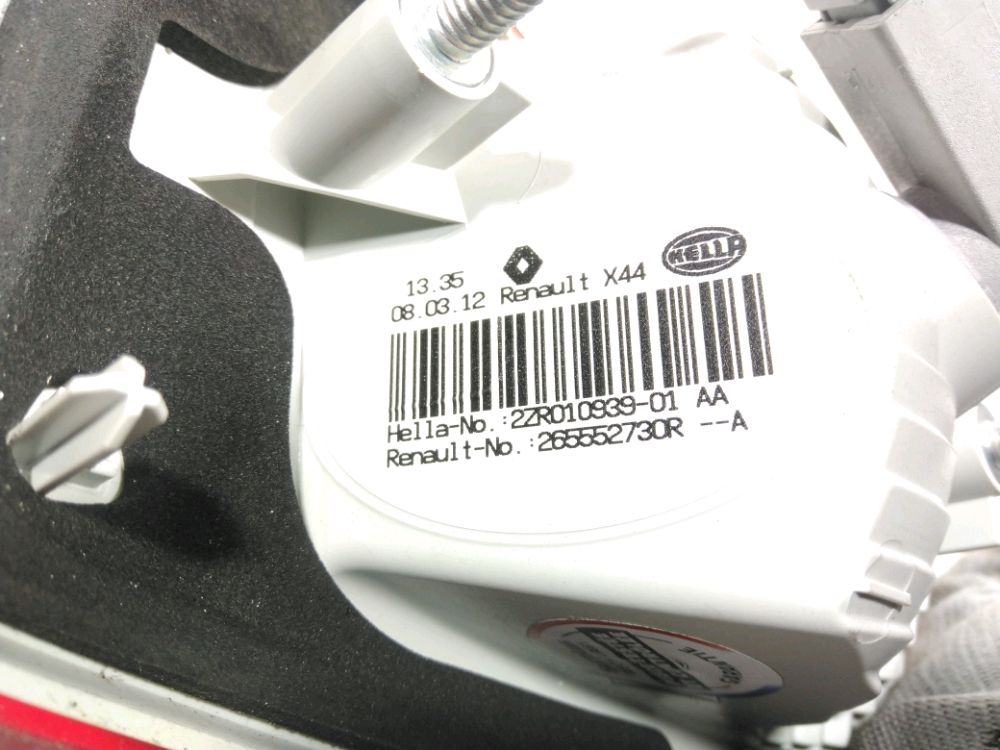 13.35
HELLA
08.03.12 Renault X44
Hella-No.:2ZR010939-01 AA
Renault-No.:265552730R --A